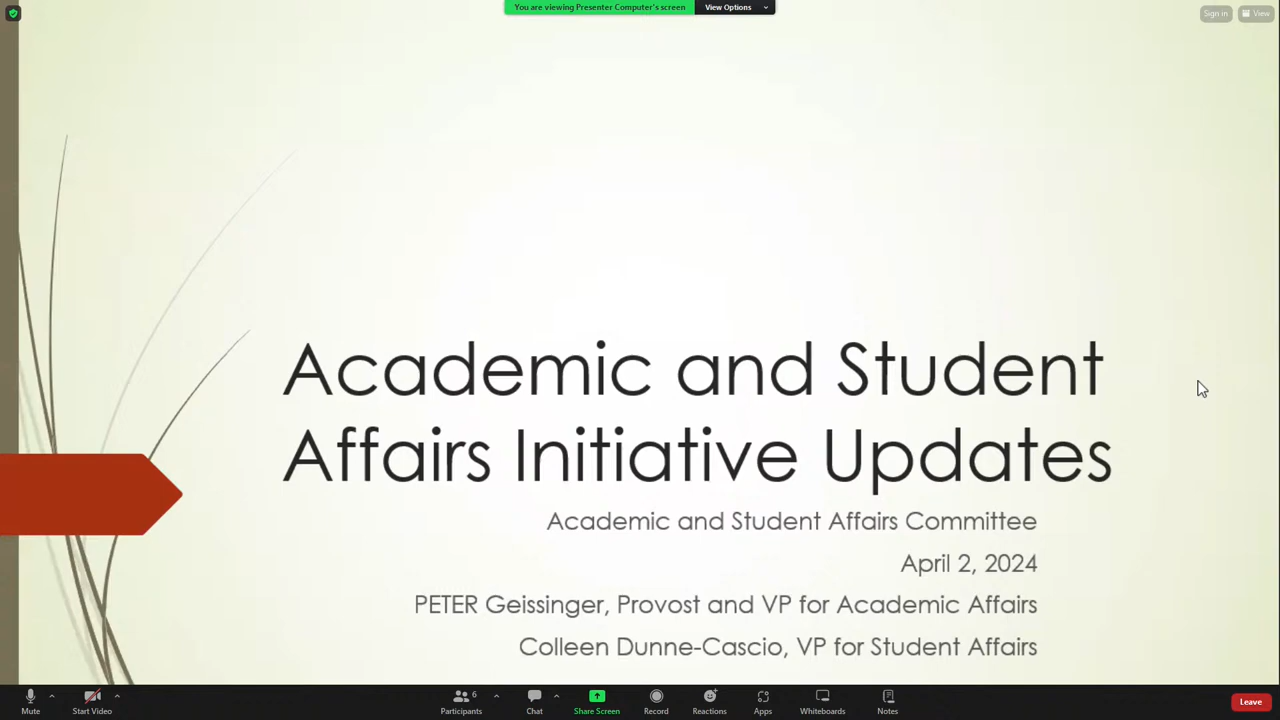 You are viewing Presenter Computer's screen
View Options
Sign in
View
Academic and Student
Affairs Initiative Updates
Academic and Student Affairs Committee
April 2, 2024
PETER Geissinger, Provost and VP for Academic Affairs
Colleen Dunne-Cascio, VP for Student Affairs
Mute
Start Video
6
Participants
Chat
Share Screen
Record
Reactions
Apps
Whiteboards
Notes
Leave